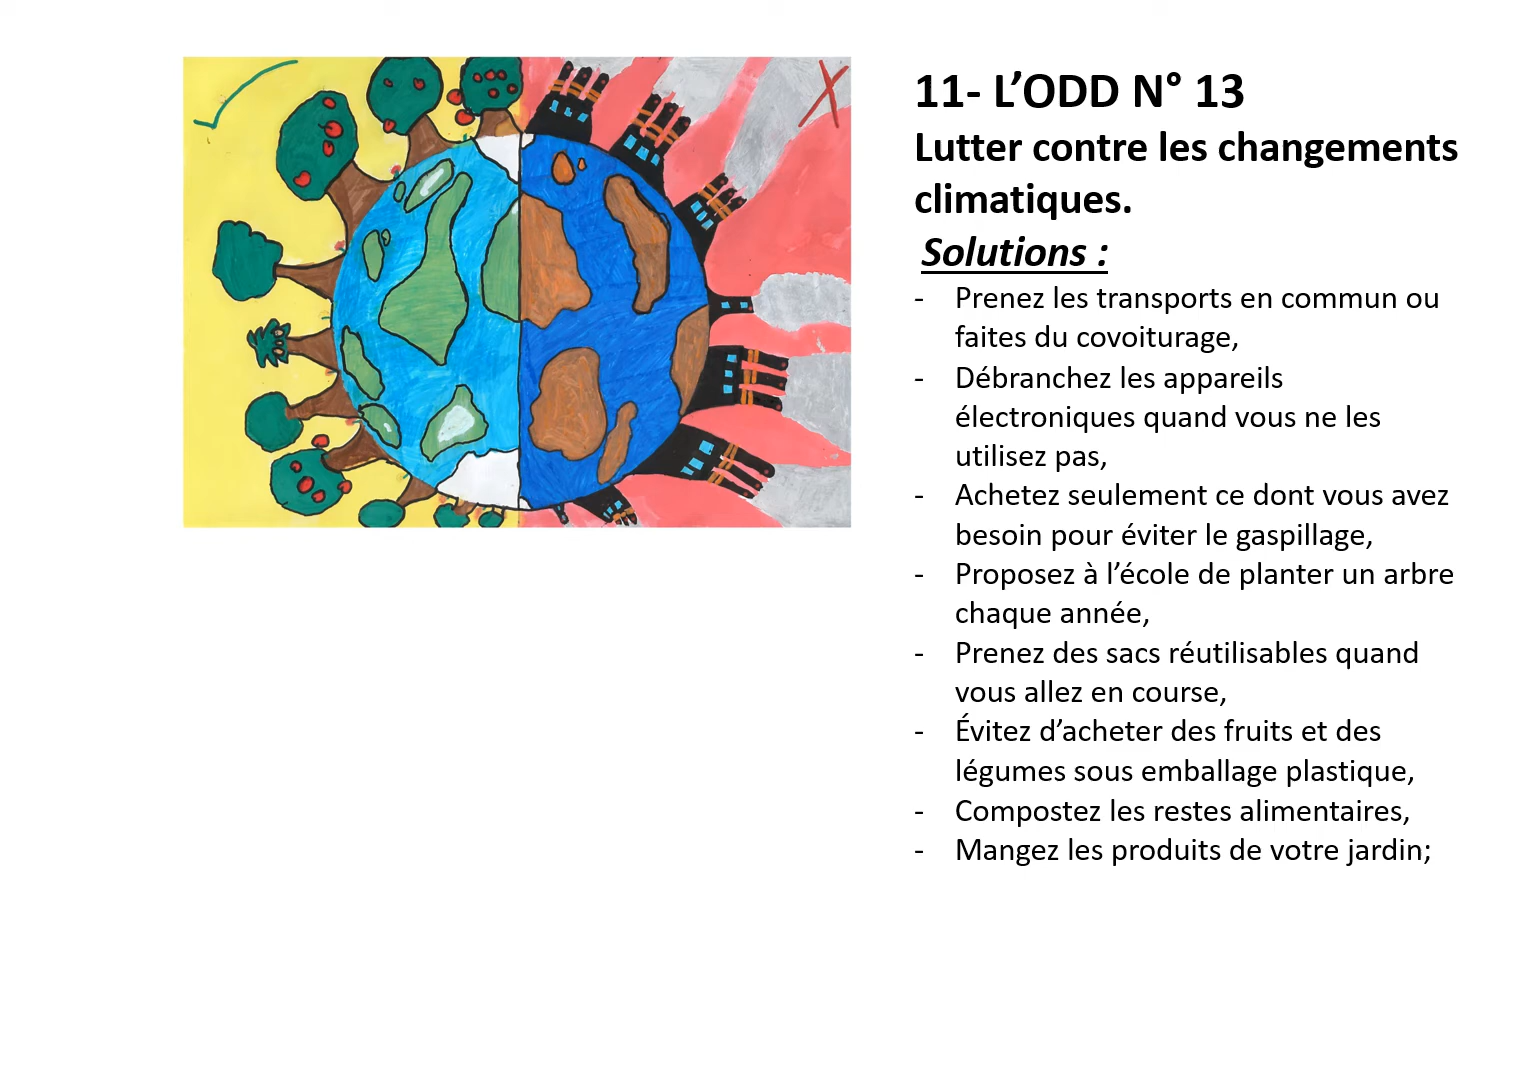 11- L’ODD N° 13
Lutter contre les changements
climatiques.
Solutions :
- Prenez les transports en commun ou
faites du covoiturage,
- Débranchez les appareils
électroniques quand vous ne les
utilisez pas,
- Achetez seulement ce dont vous avez
besoin pour éviter le gaspillage,
- Proposez à l’école de planter un arbre
chaque année,
- Prenez des sacs réutilisables quand
vous allez en course,
- Évitez d’acheter des fruits et des
légumes sous emballage plastique,
- Compostez les restes alimentaires,
- Mangez les produits de votre jardin;